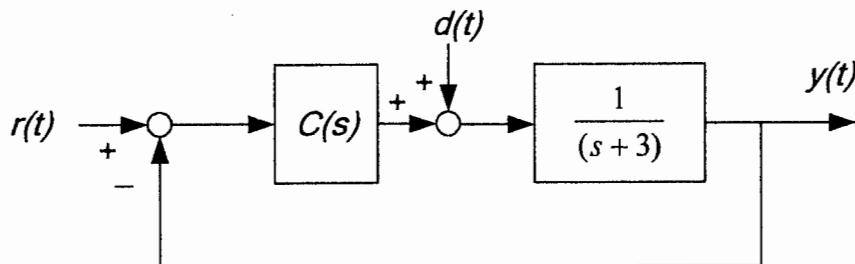 d(t)
r(t)
+
−
C(s)
+
+
1
(s + 3)
y(t)